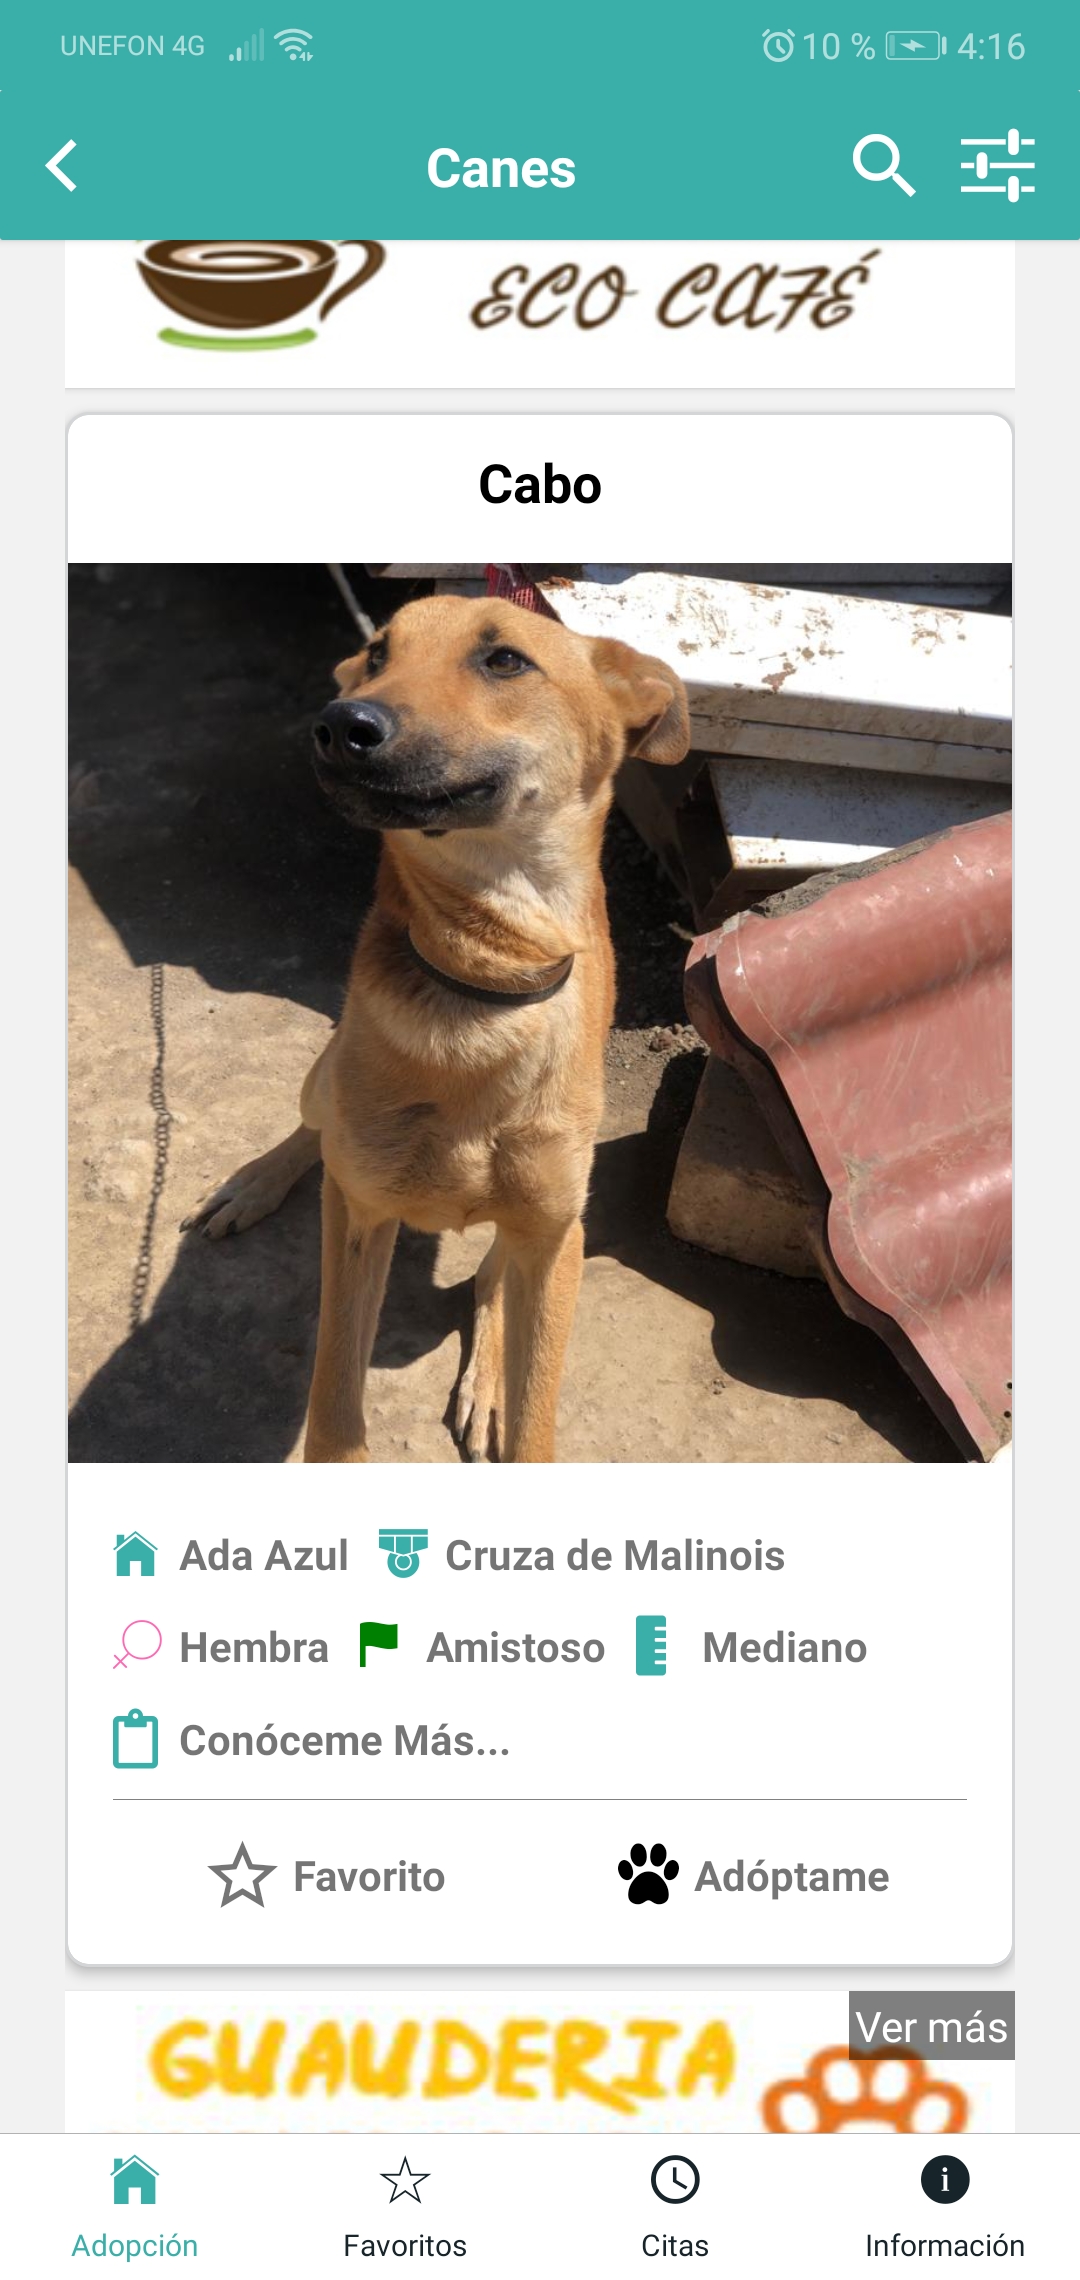 UNEFON 4G 10 % 4:16
Canes
ECO CAFÉ
Cabo
Ada Azul Cruza de Malinois
Hembra Amistoso Mediano
Conóceme Más...
Favorito Adóptame
Ver más
GUAUDERIA
Adopción Favoritos Citas Información